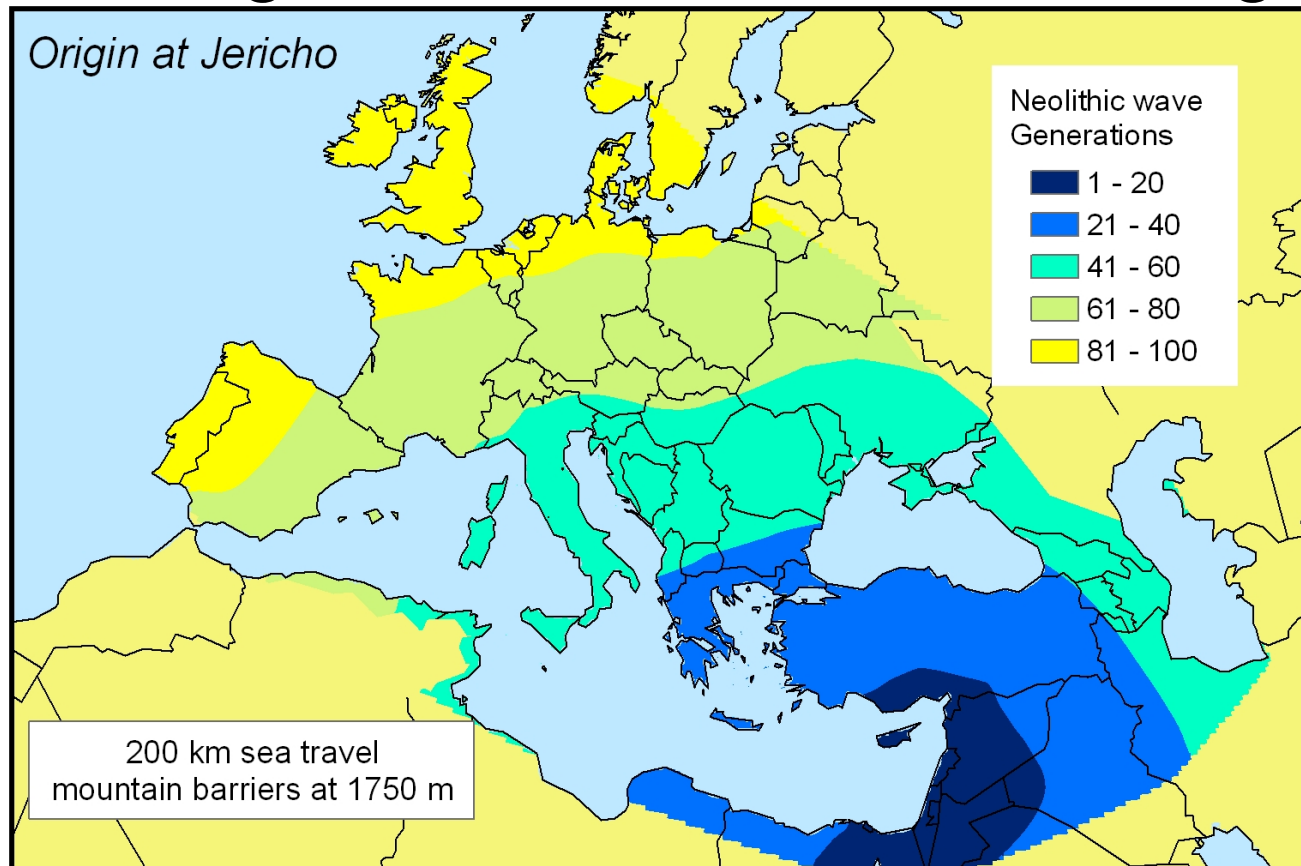 Origin at Jericho
Neolithic wave
Generations
1 - 20
21 - 40
41 - 60
61 - 80
81 - 100
200 km sea travel
mountain barriers at 1750 m